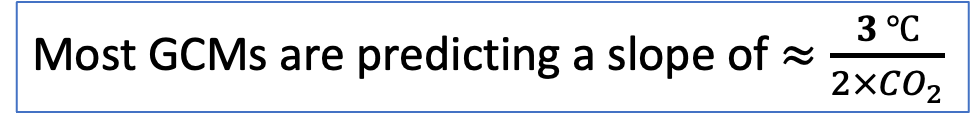 Most GCMs are predicting a slope of ≈ 3 °C / 2×CO₂